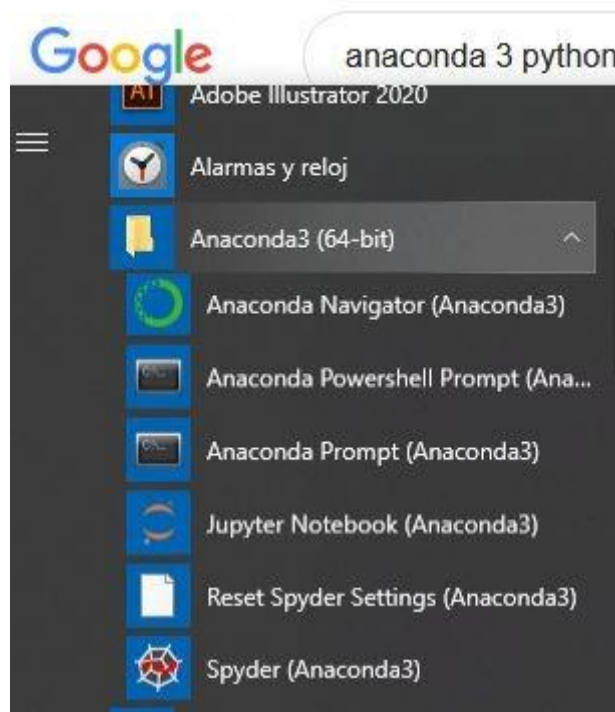 Google
anaconda 3 python
Adobe Illustrator 2020
Alarmas y reloj
Anaconda3 (64-bit)
Anaconda Navigator (Anaconda3)
Anaconda Powershell Prompt (Ana...
Anaconda Prompt (Anaconda3)
Jupyter Notebook (Anaconda3)
Reset Spyder Settings (Anaconda3)
Spyder (Anaconda3)